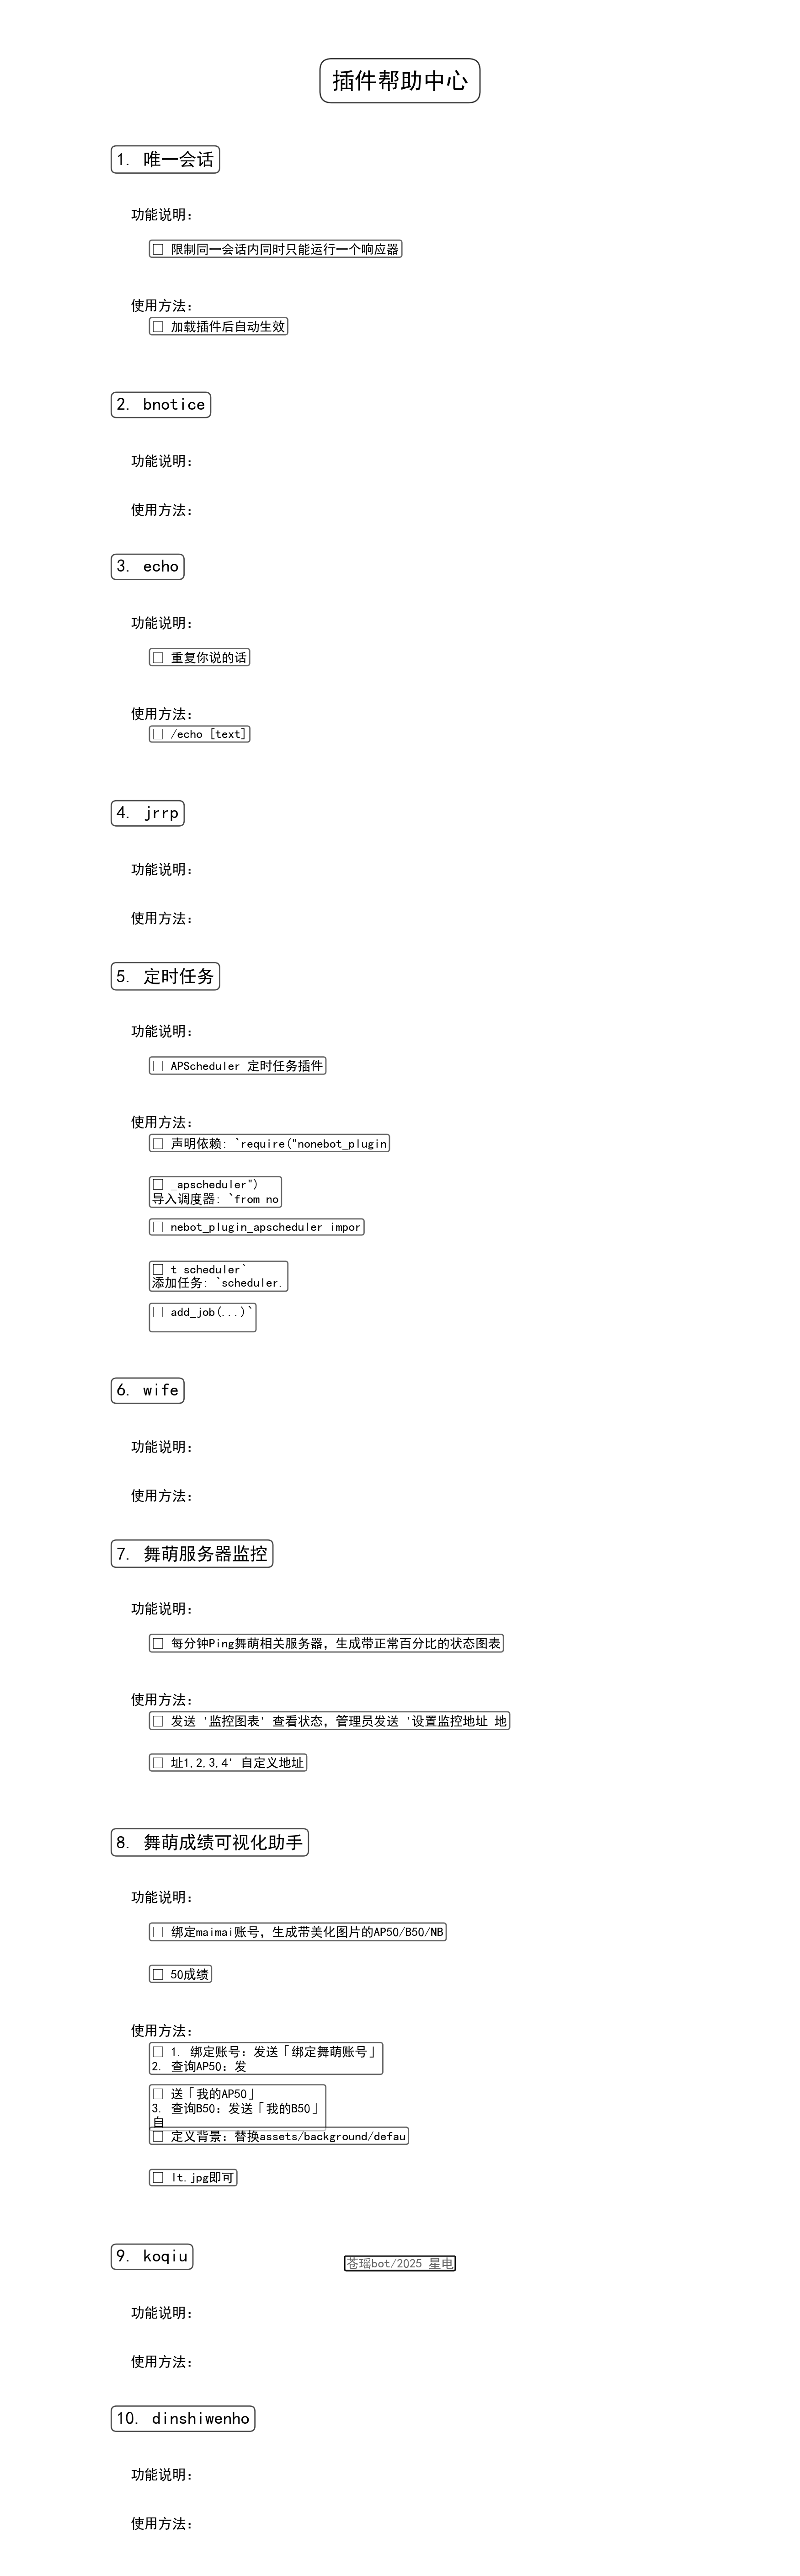 插件帮助中心
1. 唯一会话
功能说明:
□ 限制同一会话内同时只能运行一个响应器
使用方法:
□ 加载插件后自动生效
2. bnotice
功能说明:
使用方法:
3. echo
功能说明:
□ 重复你说的话
使用方法:
□ /echo [text]
4. jrrp
功能说明:
使用方法:
5. 定时任务
功能说明:
□ APScheduler 定时任务插件
使用方法:
□ 声明依赖: `require("nonebot_plugin
□ _apscheduler")
导入调度器: `from no
□ nebot_plugin_apscheduler impor
□ t scheduler`
添加任务: `scheduler.
□ add_job(...)`
6. wife
功能说明:
使用方法:
7. 舞萌服务器监控
功能说明:
□ 每分钟Ping舞萌相关服务器，生成带正常百分比的状态图表
使用方法:
□ 发送 '监控图表' 查看状态，管理员发送 '设置监控地址 地
□ 址1,2,3,4' 自定义地址
8. 舞萌成绩可视化助手
功能说明:
□ 绑定maimai账号，生成带美化图片的AP50/B50/NB
□ 50成绩
使用方法:
□ 1. 绑定账号：发送「绑定舞萌账号」
2. 查询AP50：发
□ 送「我的AP50」
3. 查询B50：发送「我的B50」
自
□ 定义背景：替换assets/background/defau
□ lt.jpg即可
9. koqiu
苍瑶bot/2025 星电
功能说明:
使用方法:
10. dinshiwenho
功能说明:
使用方法: